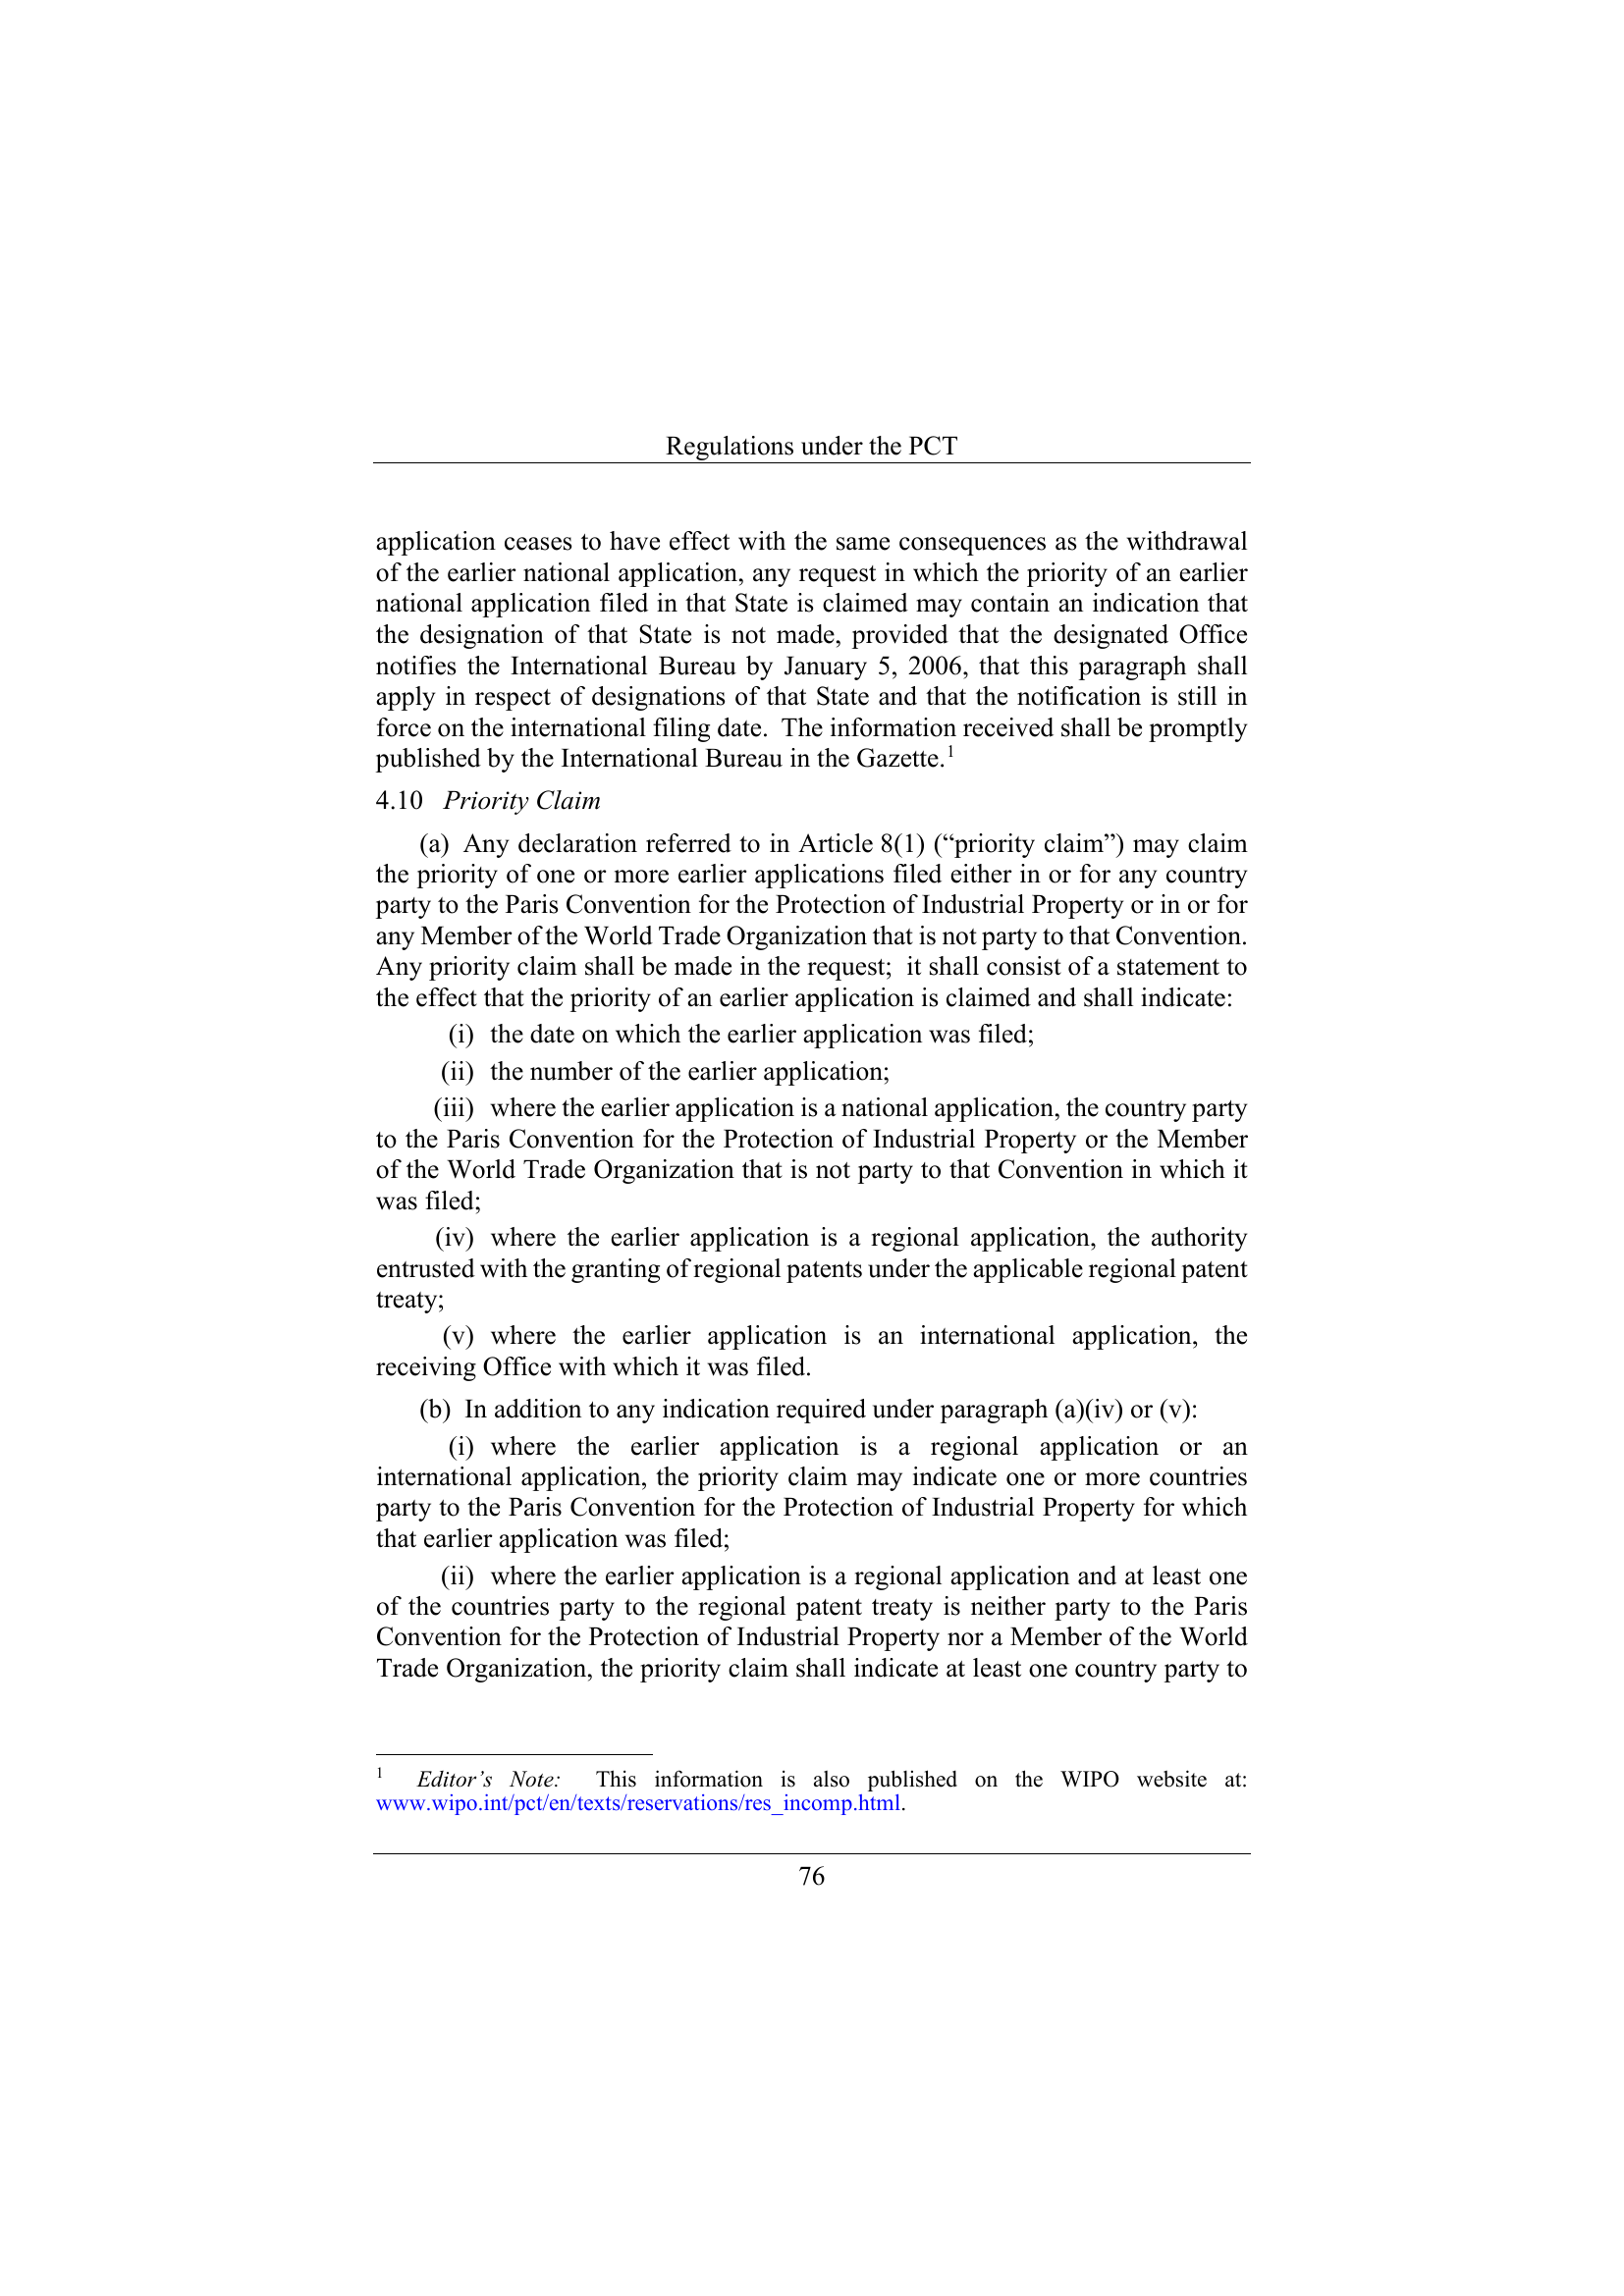 Regulations under the PCT
application ceases to have effect with the same consequences as the withdrawal
of the earlier national application, any request in which the priority of an earlier
national application filed in that State is claimed may contain an indication that
the designation of that State is not made, provided that the designated Office
notifies the International Bureau by January 5, 2006, that this paragraph shall
apply in respect of designations of that State and that the notification is still in
force on the international filing date.  The information received shall be promptly
published by the International Bureau in the Gazette.1
4.10 Priority Claim
(a) Any declaration referred to in Article 8(1) (“priority claim”) may claim
the priority of one or more earlier applications filed either in or for any country
party to the Paris Convention for the Protection of Industrial Property or in or for
any Member of the World Trade Organization that is not party to that Convention.
Any priority claim shall be made in the request;  it shall consist of a statement to
the effect that the priority of an earlier application is claimed and shall indicate:
(i) the date on which the earlier application was filed;
(ii) the number of the earlier application;
(iii) where the earlier application is a national application, the country party
to the Paris Convention for the Protection of Industrial Property or the Member
of the World Trade Organization that is not party to that Convention in which it
was filed;
(iv) where the earlier application is a regional application, the authority
entrusted with the granting of regional patents under the applicable regional patent
treaty;
(v) where the earlier application is an international application, the
receiving Office with which it was filed.
(b) In addition to any indication required under paragraph (a)(iv) or (v):
(i) where the earlier application is a regional application or an
international application, the priority claim may indicate one or more countries
party to the Paris Convention for the Protection of Industrial Property for which
that earlier application was filed;
(ii) where the earlier application is a regional application and at least one
of the countries party to the regional patent treaty is neither party to the Paris
Convention for the Protection of Industrial Property nor a Member of the World
Trade Organization, the priority claim shall indicate at least one country party to
1 Editor’s Note: This information is also published on the WIPO website at:
www.wipo.int/pct/en/texts/reservations/res_incomp.html.
76